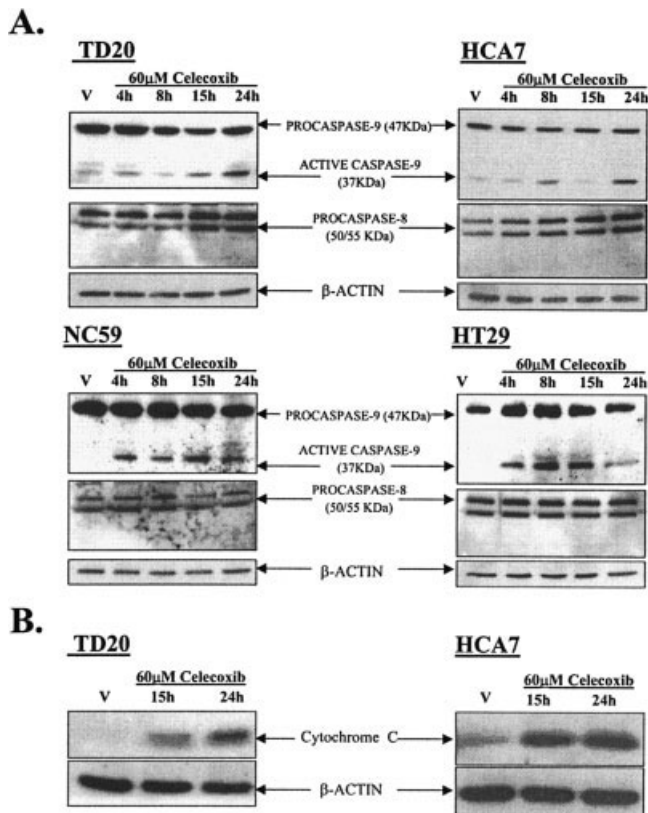 A.
TD20
HCA7
60µM Celecoxib
60µM Celecoxib
V 4h 8h 15h 24h
V 4h 8h 15h 24h
PROCASPASE-9 (47KDa)
ACTIVE CASPASE-9
(37KDa)
PROCASPASE-8
(50/55 KDa)
β-ACTIN
NC59
HT29
60µM Celecoxib
60µM Celecoxib
V 4h 8h 15h 24h
V 4h 8h 15h 24h
PROCASPASE-9 (47KDa)
ACTIVE CASPASE-9
(37KDa)
PROCASPASE-8
(50/55 KDa)
β-ACTIN
B.
TD20
HCA7
60µM Celecoxib
60µM Celecoxib
V 15h 24h
V 15h 24h
Cytochrome C
β-ACTIN